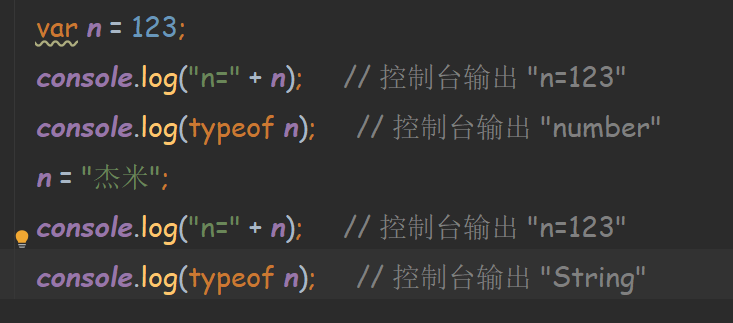 var n = 123;
console.log("n=" + n);    // 控制台输出 "n=123"
console.log(typeof n);    // 控制台输出 "number"
n = "杰米";
console.log("n=" + n);    // 控制台输出 "n=123"
console.log(typeof n);    // 控制台输出 "String"